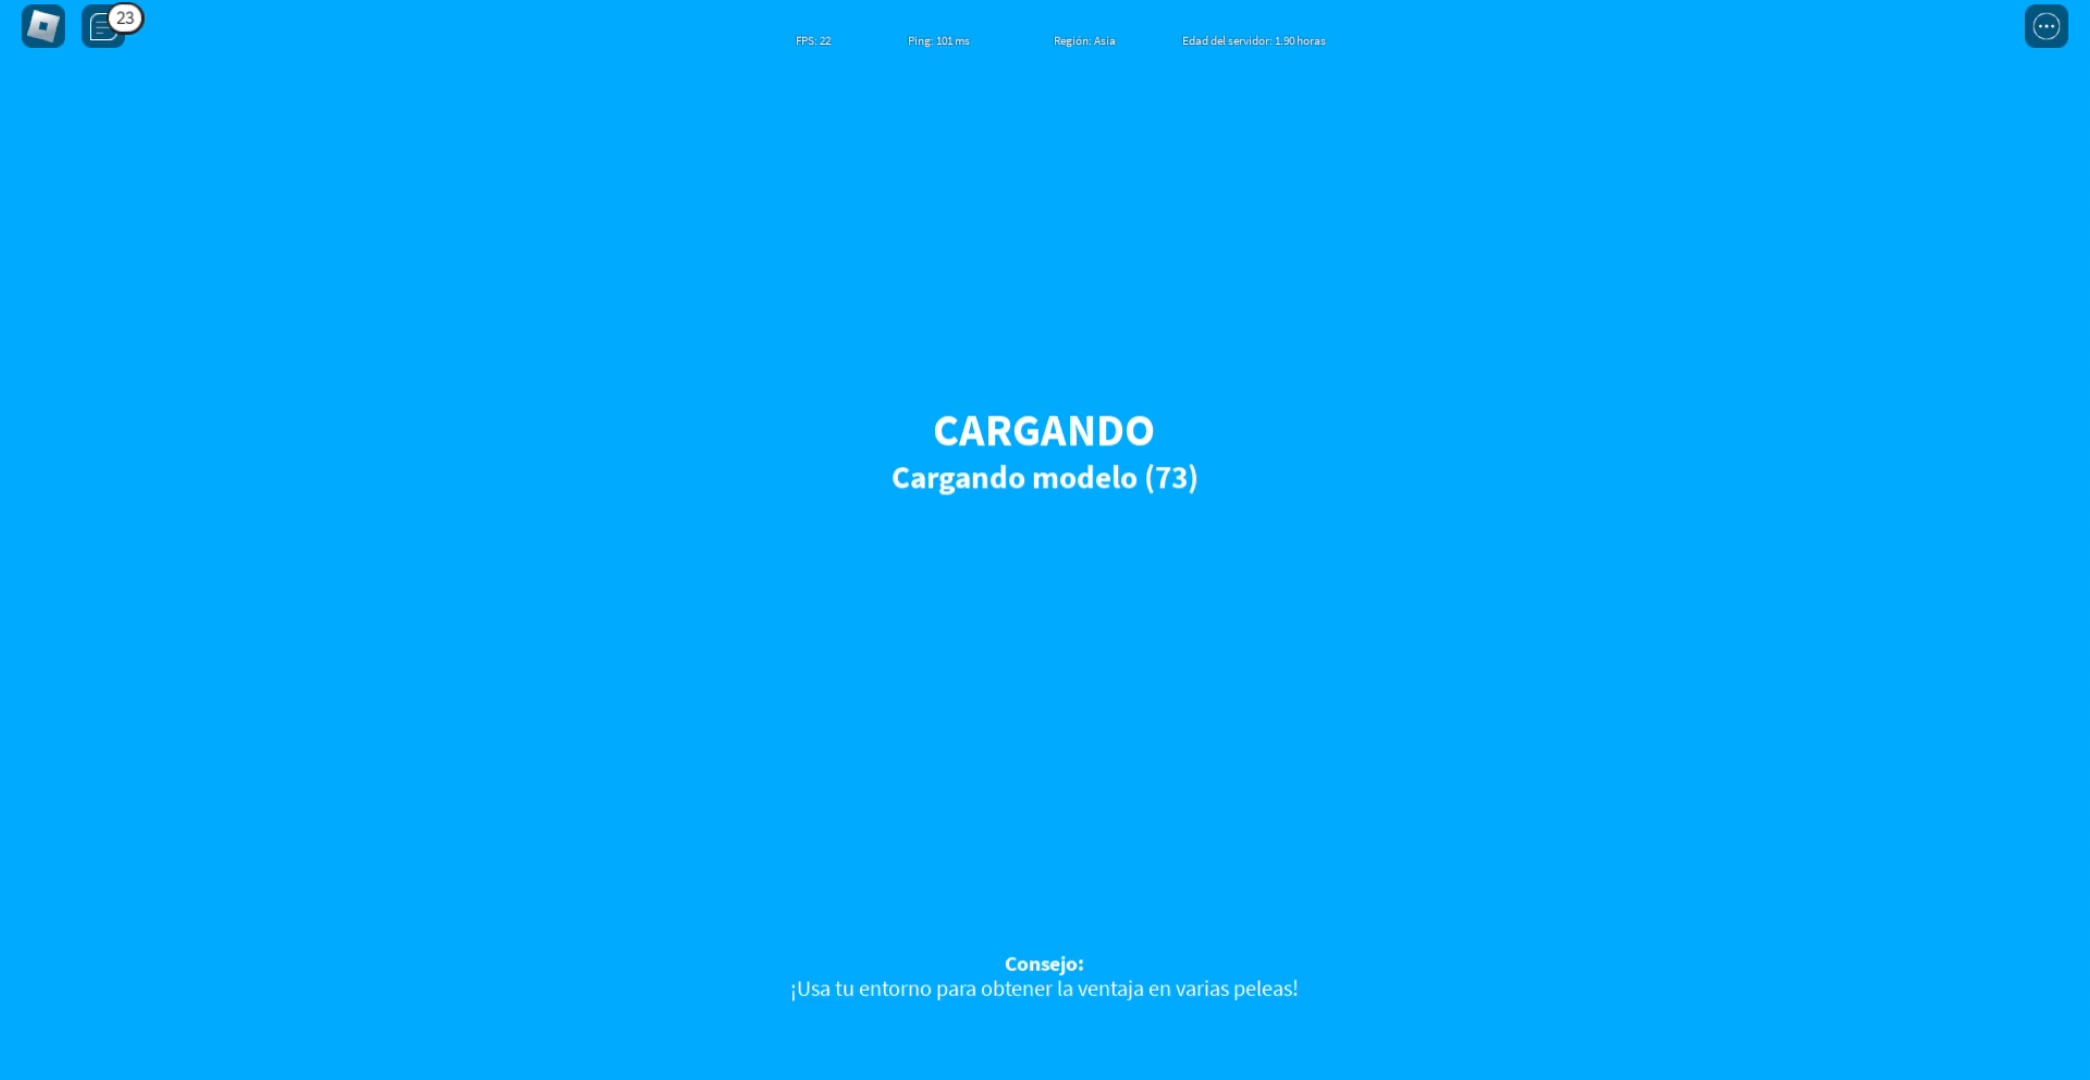 23
FPS: 22 Ping: 101 ms Región: Asia Edad del servidor: 1.90 horas
CARGANDO
Cargando modelo (73)
Consejo:
¡Usa tu entorno para obtener la ventaja en varias peleas!